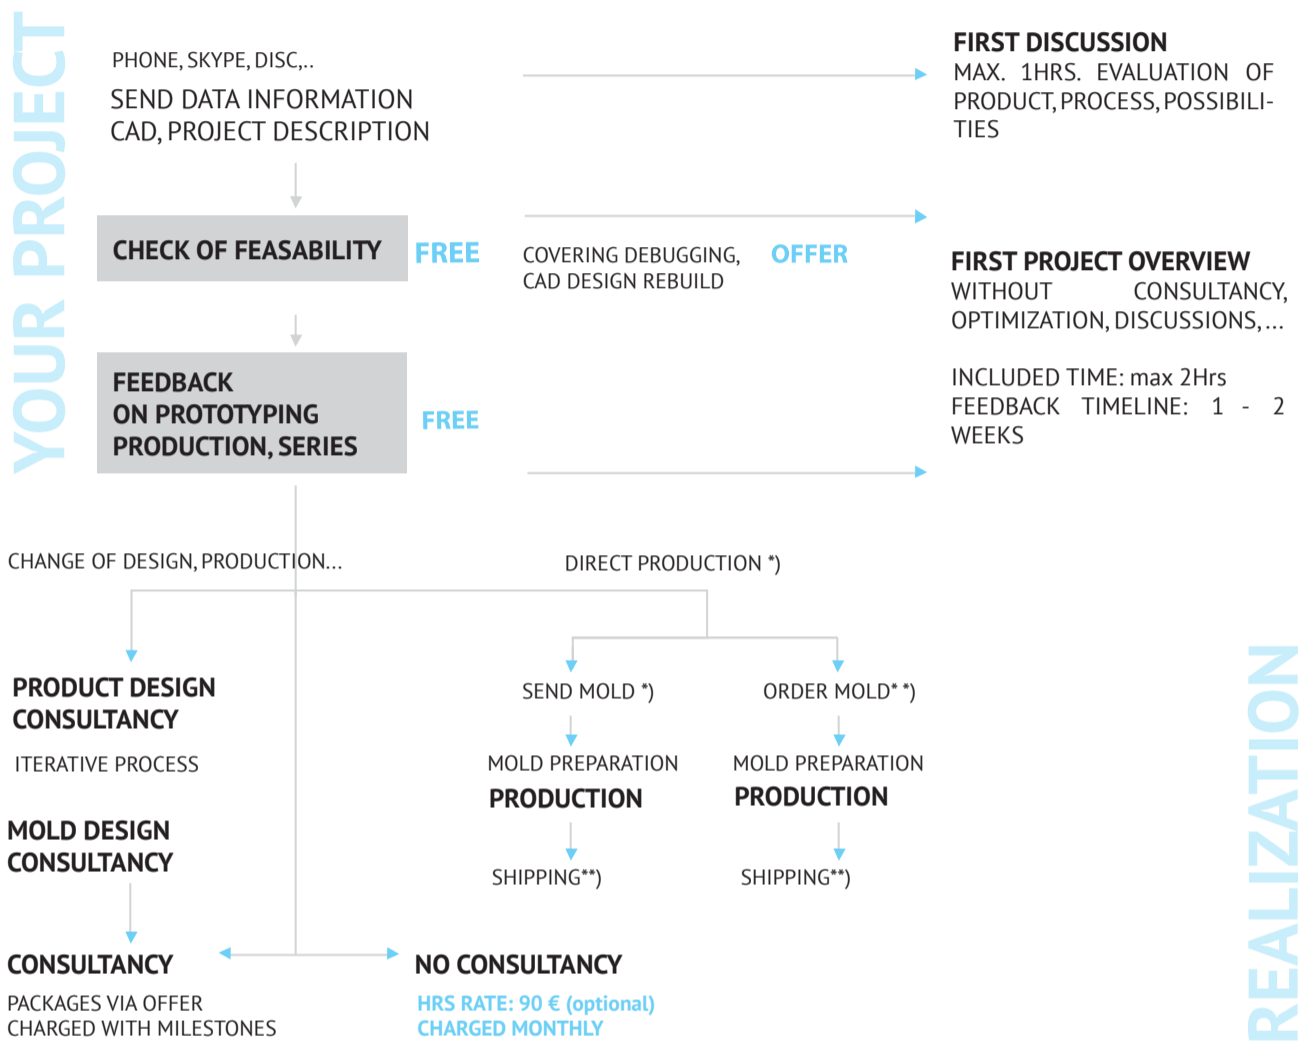 YOUR PROJECT
PHONE, SKYPE, DISC,..
SEND DATA INFORMATION
CAD, PROJECT DESCRIPTION
FIRST DISCUSSION
MAX. 1HRS. EVALUATION OF
PRODUCT, PROCESS, POSSIBILI-
TIES
CHECK OF FEASABILITY
FREE
COVERING DEBUGGING,
CAD DESIGN REBUILD
OFFER
FIRST PROJECT OVERVIEW
WITHOUT CONSULTANCY,
OPTIMIZATION, DISCUSSIONS, ...
INCLUDED TIME: max 2Hrs
FEEDBACK TIMELINE: 1 - 2
WEEKS
FEEDBACK
ON PROTOTYPING
PRODUCTION, SERIES
FREE
CHANGE OF DESIGN, PRODUCTION...
DIRECT PRODUCTION *)
PRODUCT DESIGN
CONSULTANCY
ITERATIVE PROCESS
MOLD DESIGN
CONSULTANCY
CONSULTANCY
PACKAGES VIA OFFER
CHARGED WITH MILESTONES
NO CONSULTANCY
HRS RATE: 90 € (optional)
CHARGED MONTHLY
SEND MOLD *)
MOLD PREPARATION
PRODUCTION
SHIPPING**)
ORDER MOLD* *)
MOLD PREPARATION
PRODUCTION
SHIPPING**)
REALIZATION